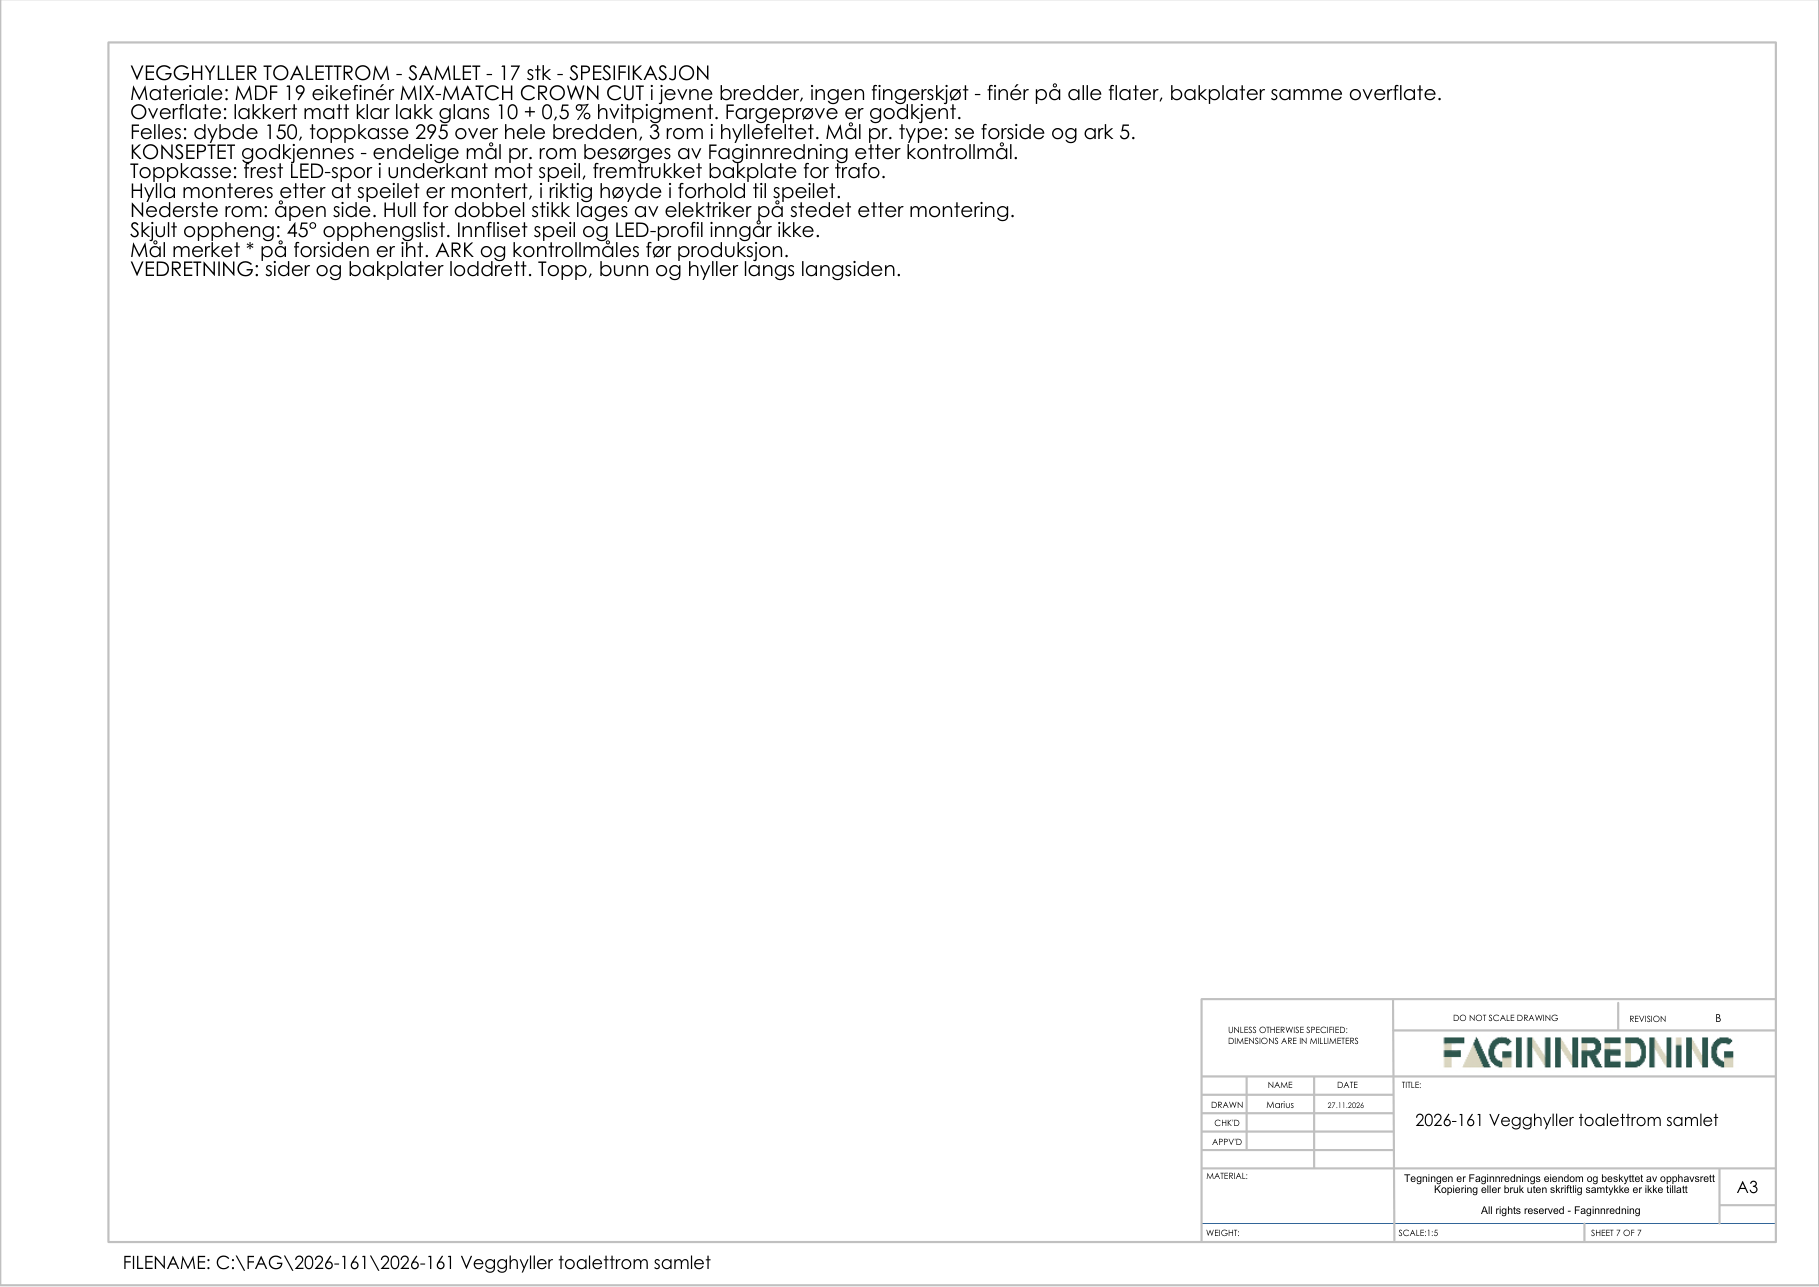 VEGGHYLLER TOALETTROM - SAMLET - 17 stk - SPESIFIKASJON
Materiale: MDF 19 eikefinér MIX-MATCH CROWN CUT i jevne bredder, ingen fingerskjøt - finér på alle flater, bakplater samme overflate.
Overflate: lakkert matt klar lakk glans 10 + 0,5 % hvitpigment. Fargeprøve er godkjent.
Felles: dybde 150, toppkasse 295 over hele bredden, 3 rom i hyllefeltet. Mål pr. type: se forside og ark 5.
KONSEPTET godkjennes - endelige mål pr. rom besørges av Faginnredning etter kontrollmål.
Toppkasse: frest LED-spor i underkant mot speil, fremtrukket bakplate for trafo.
Hylla monteres etter at speilet er montert, i riktig høyde i forhold til speilet.
Nederste rom: åpen side. Hull for dobbel stikk lages av elektriker på stedet etter montering.
Skjult oppheng: 45° opphengslist. Innfliset speil og LED-profil inngår ikke.
Mål merket * på forsiden er iht. ARK og kontrollmåles før produksjon.
VEDRETNING: sider og bakplater loddrett. Topp, bunn og hyller langs langsiden.
UNLESS OTHERWISE SPECIFIED:
DIMENSIONS ARE IN MILLIMETERS
DO NOT SCALE DRAWING
REVISION B
FAGINNREDNING
NAME DATE
DRAWN Marius 27.11.2026
CHK'D
APPV'D
TITLE:
2026-161 Vegghyller toalettrom samlet
MATERIAL:
Tegningen er Faginnrednings eiendom og beskyttet av opphavsrett
Kopiering eller bruk uten skriftlig samtykke er ikke tillatt
All rights reserved - Faginnredning
A3
WEIGHT:
SCALE:1:5
SHEET 7 OF 7
FILENAME: C:\FAG\2026-161\2026-161 Vegghyller toalettrom samlet